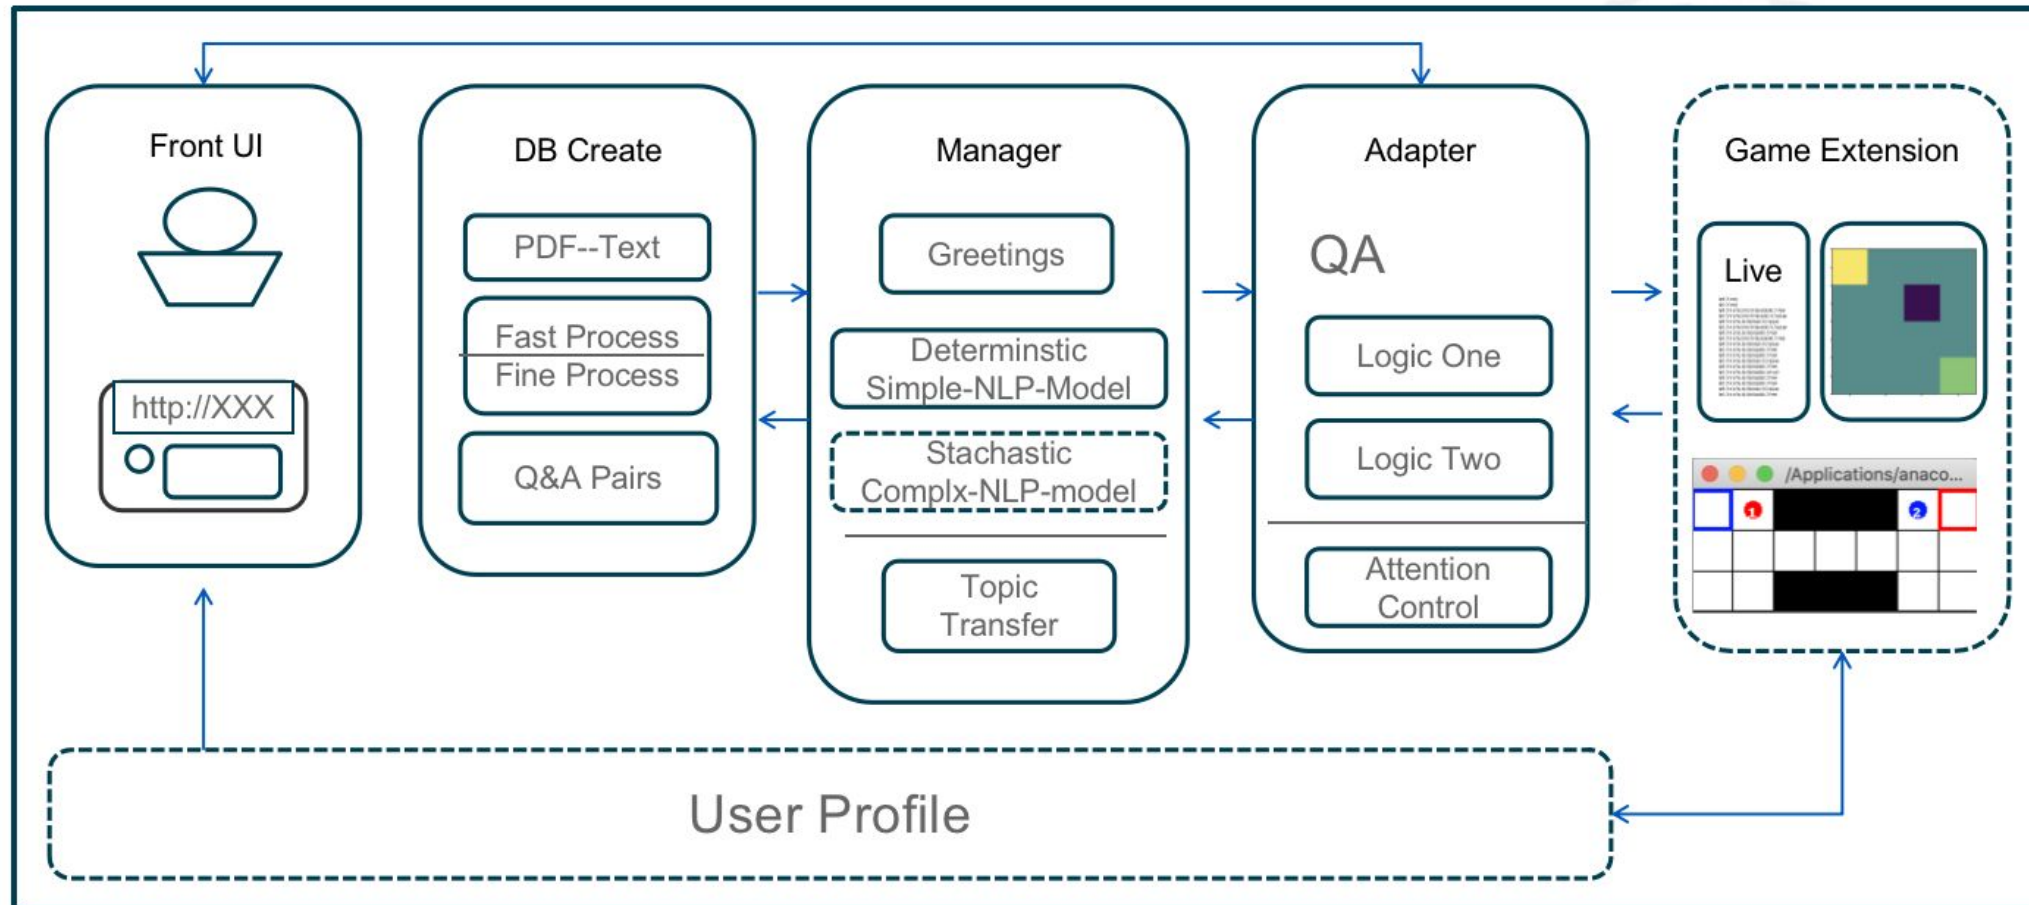 Front UI
http://XXX
DB Create
PDF--Text
Fast Process
Fine Process
Q&A Pairs
Manager
Greetings
Determinstic
Simple-NLP-Model
Stachastic
Complx-NLP-model
Topic
Transfer
Adapter
QA
Logic One
Logic Two
Attention
Control
Game Extension
Live
/Applications/anaco...
1
2
User Profile